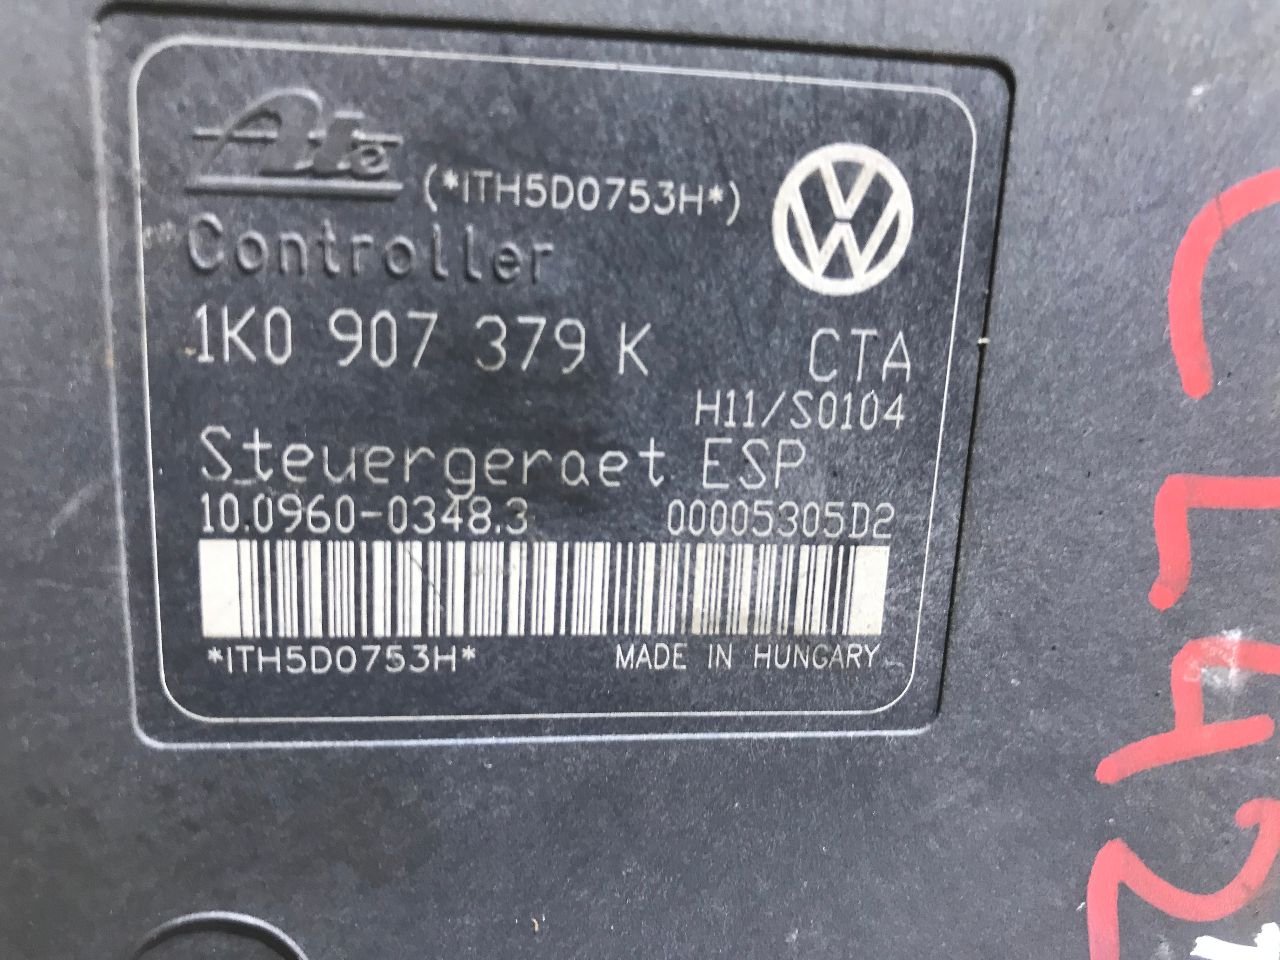 Ate (*ITH5D0753H*)
Controller
1K0 907 379 K CTA
H11/S0104
Steuergeraet ESP
10.0960-0348.3 00005305D2
*ITH5D0753H* MADE IN HUNGARY
CL42